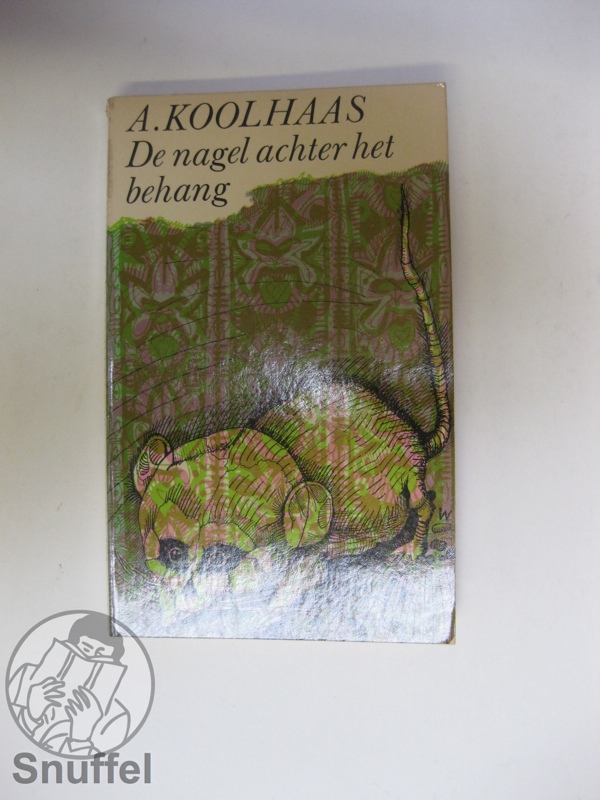 A. KOOLHAAS
De nagel achter het
behang
Snuffel